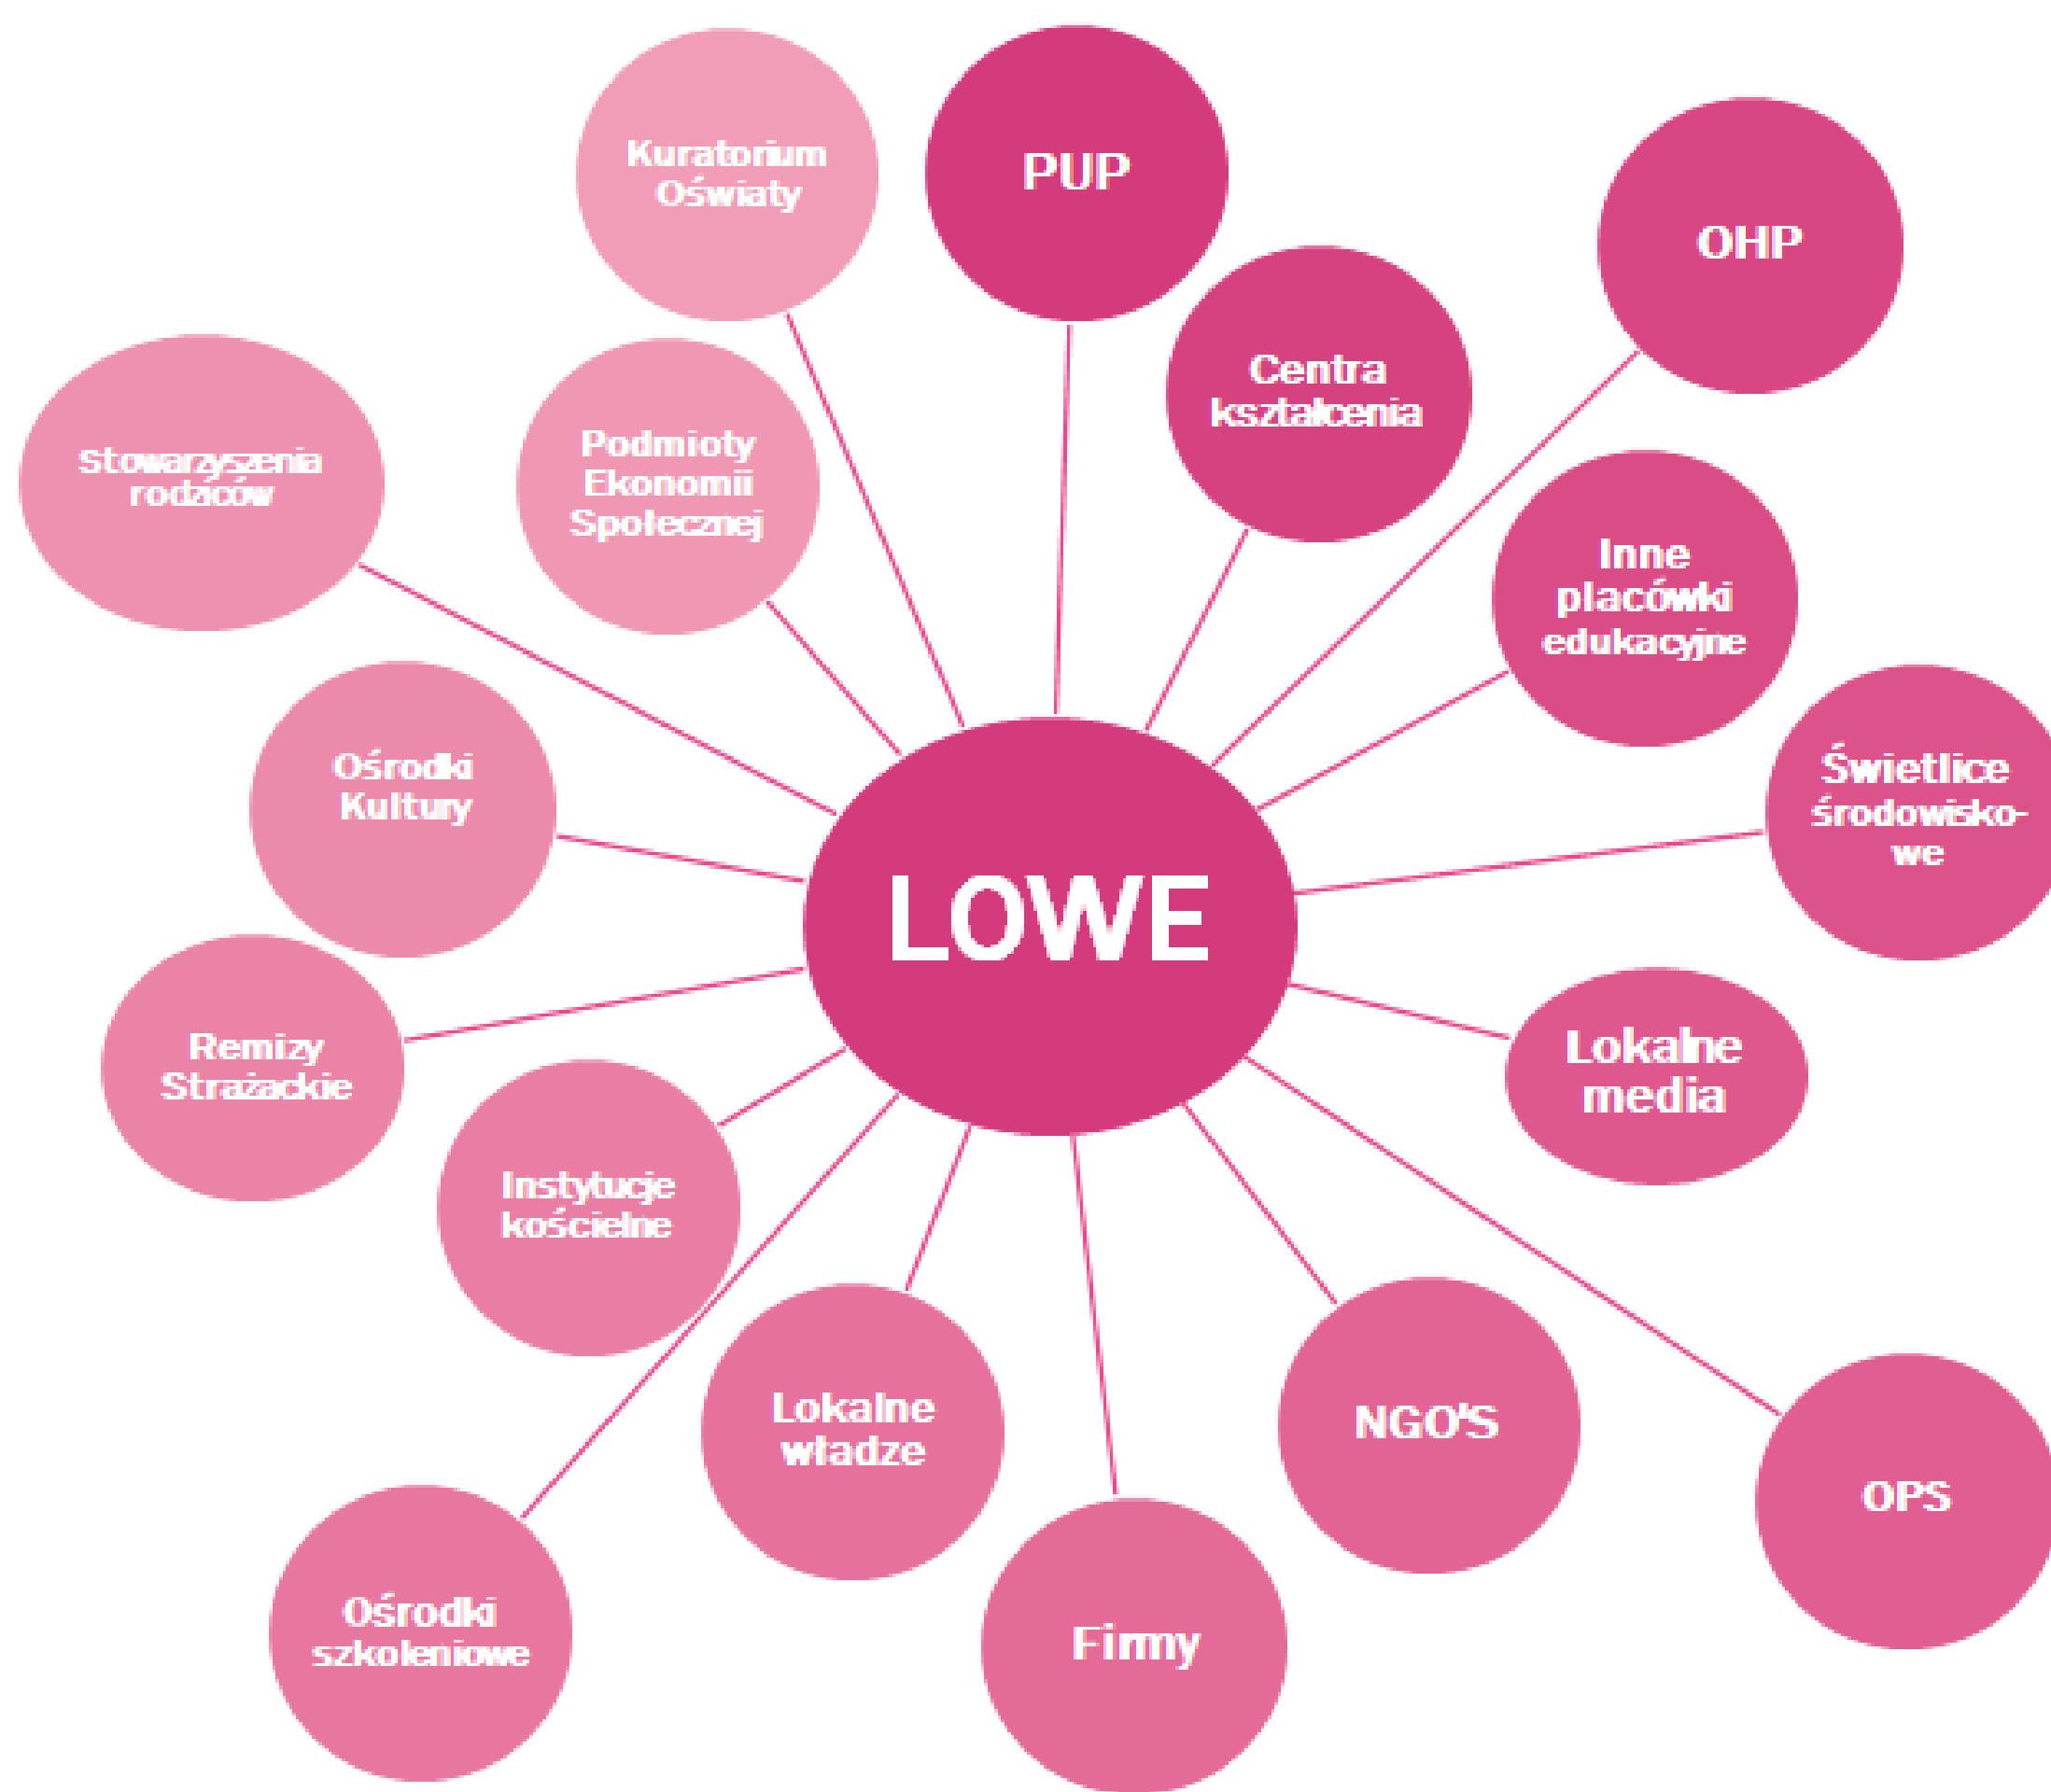 Kuratorium
Oświaty
PUP
OHP
Centra
kształcenia
Stowarzyszenia
rodziców
Podmioty
Ekonomii
Społecznej
Inne
placówki
edukacyjne
Ośrodki
Kultury
Świetlice
środowisko-
we
LOWE
Remizy
Strażackie
Lokalne
media
Instytucje
kościelne
Lokalne
władze
NGO'S
OPS
Ośrodki
szkoleniowe
Firmy